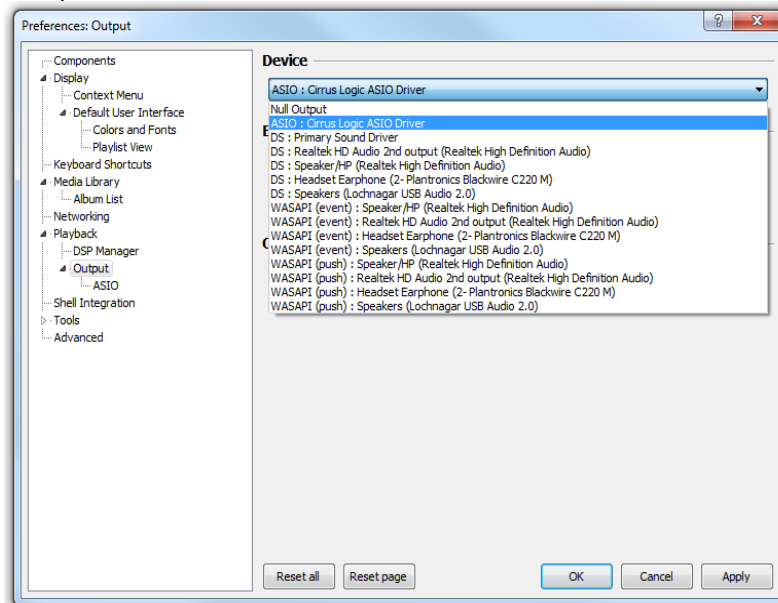 Preferences: Output
Components
Display
Context Menu
Default User Interface
Colors and Fonts
Playlist View
Keyboard Shortcuts
Media Library
Album List
Networking
Playback
DSP Manager
Output
ASIO
Shell Integration
Tools
Advanced
Device
ASIO : Cirrus Logic ASIO Driver
Null Output
ASIO : Cirrus Logic ASIO Driver
DS : Primary Sound Driver
DS : Realtek HD Audio 2nd output (Realtek High Definition Audio)
DS : Speaker/HP (Realtek High Definition Audio)
DS : Headset Earphone (2- Plantronics Blackwire C220 M)
DS : Speakers (Lochnagar USB Audio 2.0)
WASAPI (event) : Speaker/HP (Realtek High Definition Audio)
WASAPI (event) : Realtek HD Audio 2nd output (Realtek High Definition Audio)
WASAPI (event) : Headset Earphone (2- Plantronics Blackwire C220 M)
WASAPI (event) : Speakers (Lochnagar USB Audio 2.0)
WASAPI (push) : Speaker/HP (Realtek High Definition Audio)
WASAPI (push) : Realtek HD Audio 2nd output (Realtek High Definition Audio)
WASAPI (push) : Headset Earphone (2- Plantronics Blackwire C220 M)
WASAPI (push) : Speakers (Lochnagar USB Audio 2.0)
Reset all
Reset page
OK
Cancel
Apply